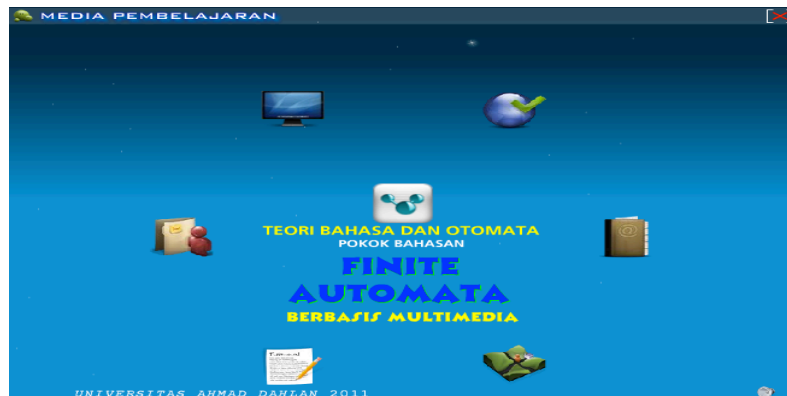 MEDIA PEMBELAJARAN
TEORI BAHASA DAN OTOMATA
POKOK BAHASAN
FINITE
AUTOMATA
BERBASIS MULTIMEDIA
UNIVERSITAS AHMAD DAHLAN 2011